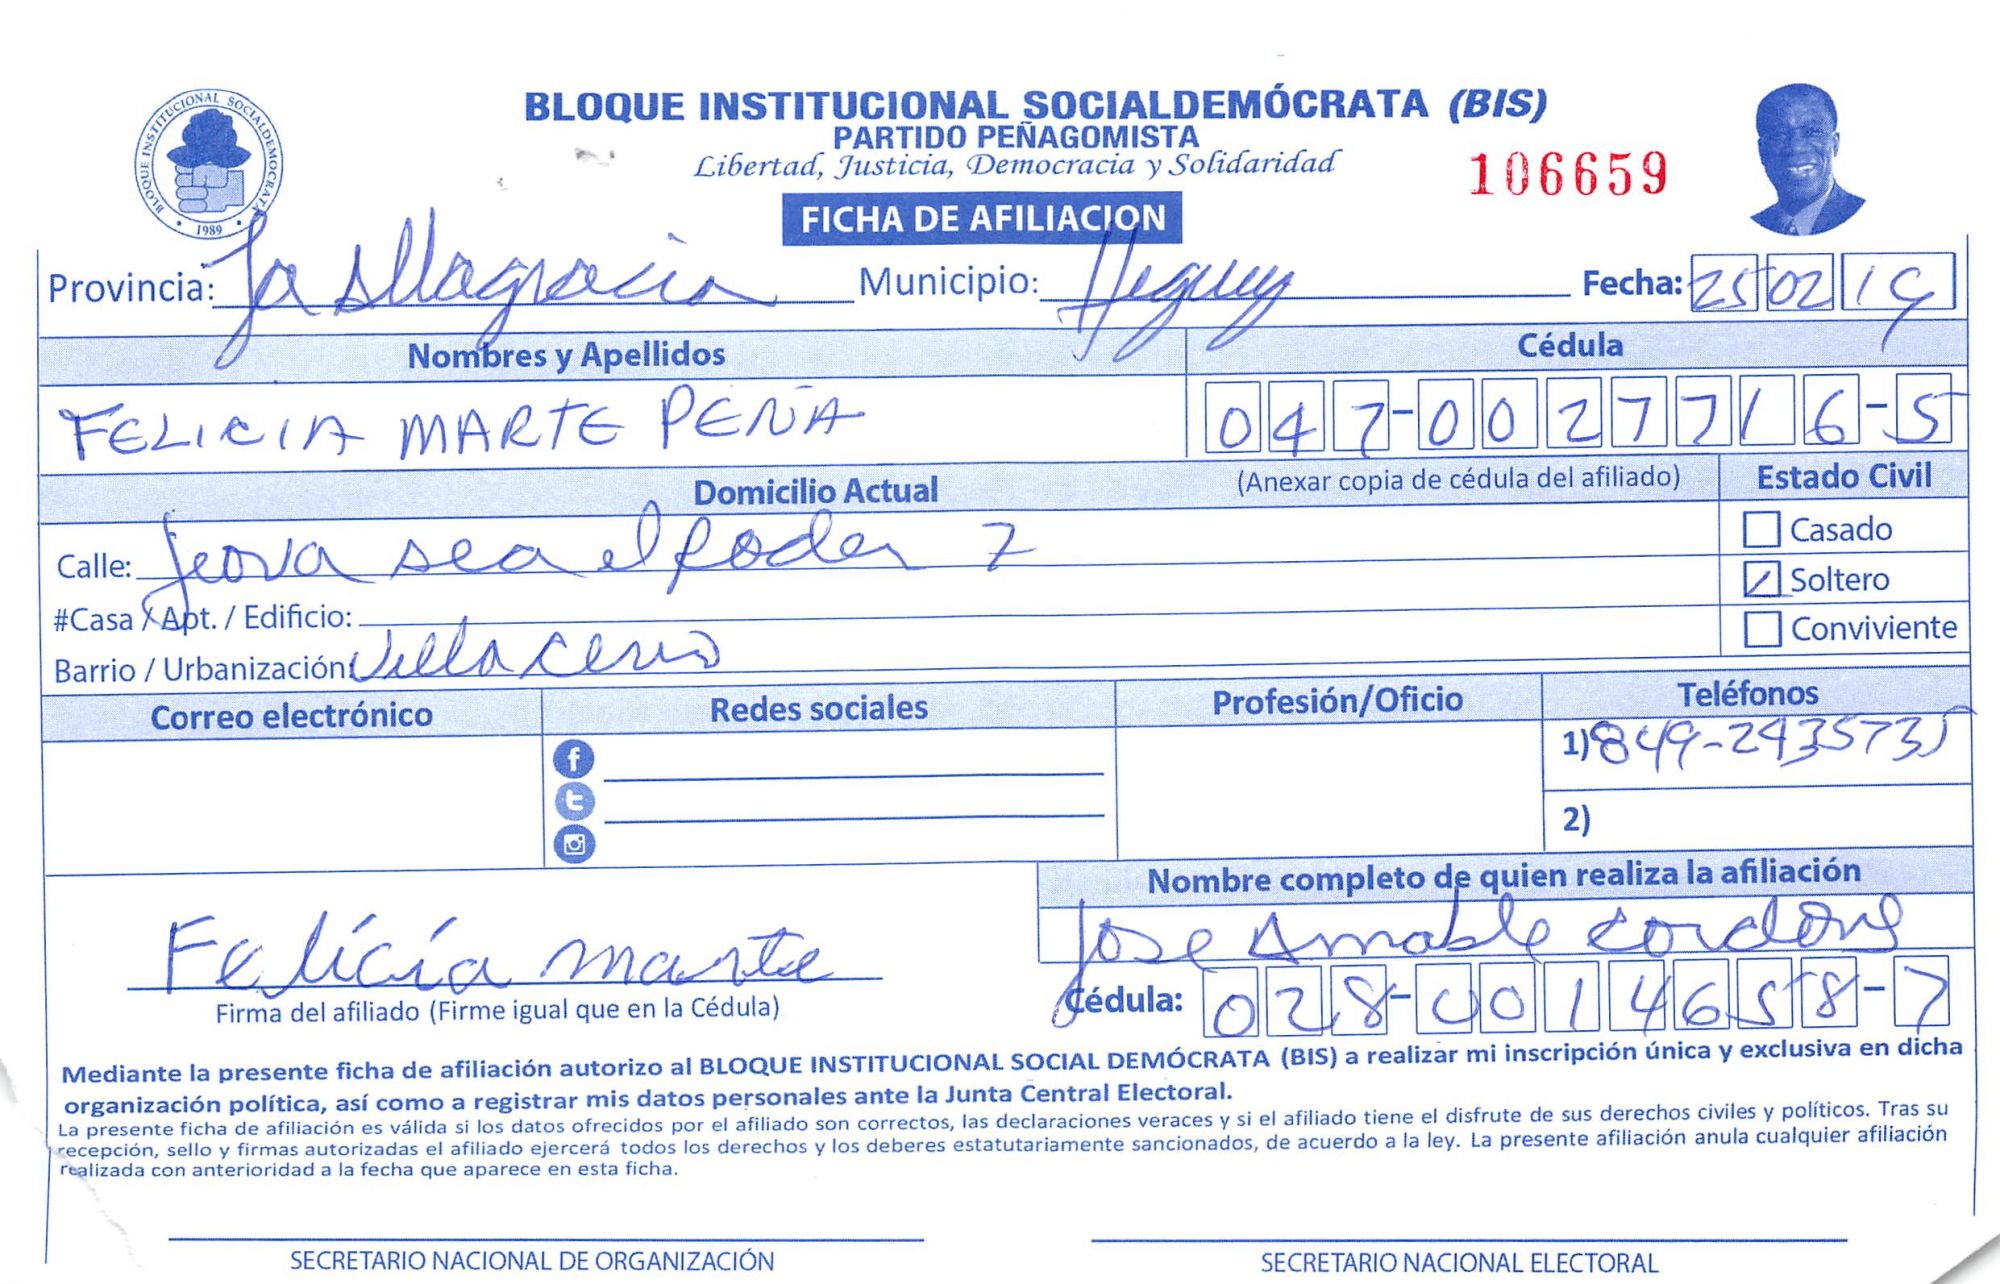 BLOQUE INSTITUCIONAL SOCIALDEMÓCRATA (BIS)
PARTIDO PEÑAGOMISTA
Libertad, Justicia, Democracia y Solidaridad
106659
FICHA DE AFILIACION
BLOQUE INSTITUCIONAL SOCIALDEMOCRATA
1989
Provincia: La Altagracia Municipio: Higuey Fecha: 25 02 19
Nombres y Apellidos Cédula
FELICIA MARTE PEÑA 047-0027716-5
Domicilio Actual (Anexar copia de cédula del afiliado) Estado Civil
Calle: Jeova sea el poder 7
Casado
Soltero
#Casa / Apt. / Edificio:
Conviviente
Barrio / Urbanización: Villa cerro
Correo electrónico Redes sociales Profesión/Oficio Teléfonos
1) 849-2435735
2)
Nombre completo de quien realiza la afiliación
Jose Amable Cordones
Felicia marte
Firma del afiliado (Firme igual que en la Cédula)
Cédula: 028-0014658-7
Mediante la presente ficha de afiliación autorizo al BLOQUE INSTITUCIONAL SOCIAL DEMÓCRATA (BIS) a realizar mi inscripción única y exclusiva en dicha
organización política, así como a registrar mis datos personales ante la Junta Central Electoral.
La presente ficha de afiliación es válida si los datos ofrecidos por el afiliado son correctos, las declaraciones veraces y si el afiliado tiene el disfrute de sus derechos civiles y políticos. Tras su
recepción, sello y firmas autorizadas el afiliado ejercerá todos los derechos y los deberes estatutariamente sancionados, de acuerdo a la ley. La presente afiliación anula cualquier afiliación
realizada con anterioridad a la fecha que aparece en esta ficha.
SECRETARIO NACIONAL DE ORGANIZACIÓN SECRETARIO NACIONAL ELECTORAL